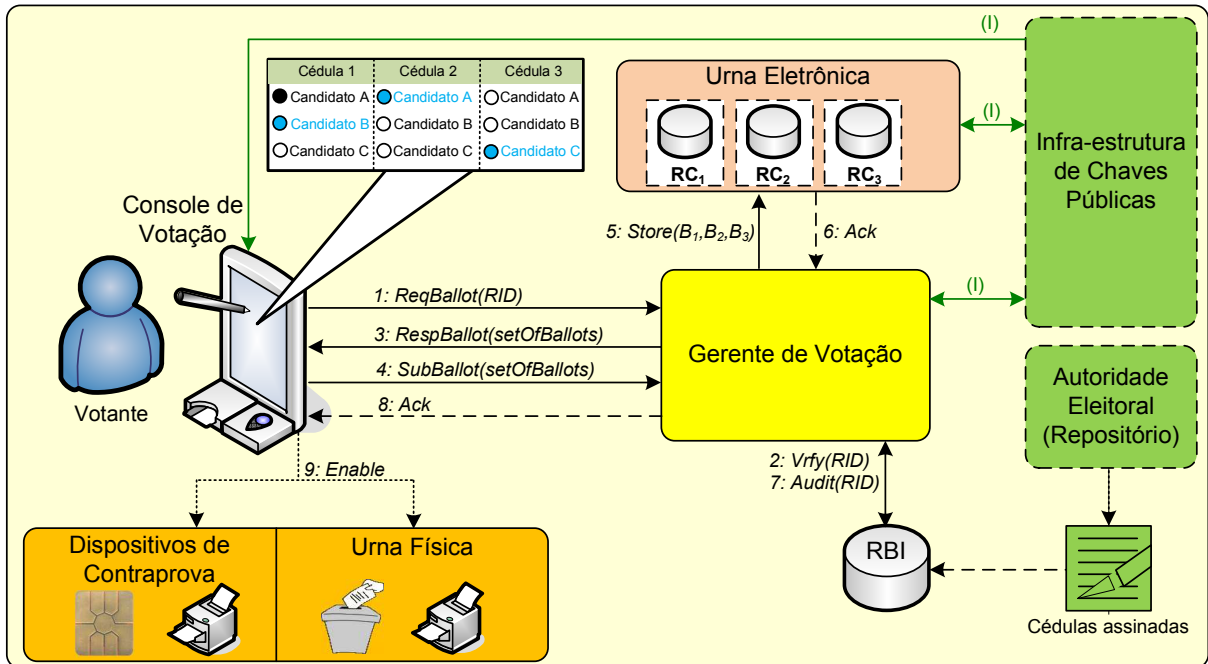 (I)
Cédula 1 Cédula 2 Cédula 3
Candidato A Candidato A Candidato A
Candidato B Candidato B Candidato B
Candidato C Candidato C Candidato C
Urna Eletrônica
RC1 RC2 RC3
(I)
Infra-estrutura
de Chaves
Públicas
Console de
Votação
5: Store(B1,B2,B3)
6: Ack
1: ReqBallot(RID)
3: RespBallot(setOfBallots)
4: SubBallot(setOfBallots)
8: Ack
Gerente de Votação
(I)
Votante
Autoridade
Eleitoral
(Repositório)
9: Enable
2: Vrfy(RID)
7: Audit(RID)
Dispositivos de
Contraprova
Urna Física
RBI
Cédulas assinadas